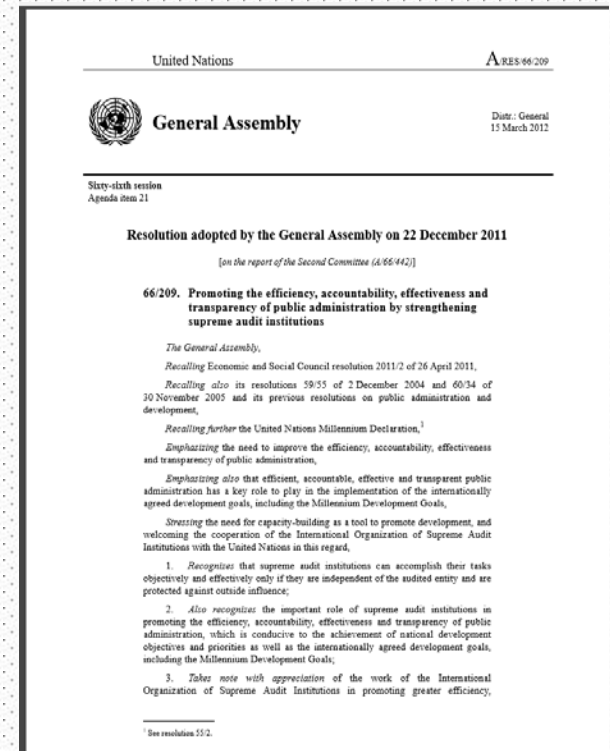 United Nations A/RES/66/209
General Assembly
Distr.: General
15 March 2012
Sixty-sixth session
Agenda item 21
Resolution adopted by the General Assembly on 22 December 2011
[on the report of the Second Committee (A/66/442)]
66/209. Promoting the efficiency, accountability, effectiveness and
transparency of public administration by strengthening
supreme audit institutions
The General Assembly,
Recalling Economic and Social Council resolution 2011/2 of 26 April 2011,
Recalling also its resolutions 59/55 of 2 December 2004 and 60/34 of
30 November 2005 and its previous resolutions on public administration and
development,
Recalling further the United Nations Millennium Declaration,1
Emphasizing the need to improve the efficiency, accountability, effectiveness
and transparency of public administration,
Emphasizing also that efficient, accountable, effective and transparent public
administration has a key role to play in the implementation of the internationally
agreed development goals, including the Millennium Development Goals,
Stressing the need for capacity-building as a tool to promote development, and
welcoming the cooperation of the International Organization of Supreme Audit
Institutions with the United Nations in this regard,
1. Recognizes that supreme audit institutions can accomplish their tasks
objectively and effectively only if they are independent of the audited entity and are
protected against outside influence;
2. Also recognizes the important role of supreme audit institutions in
promoting the efficiency, accountability, effectiveness and transparency of public
administration, which is conducive to the achievement of national development
objectives and priorities as well as the internationally agreed development goals,
including the Millennium Development Goals;
3. Takes note with appreciation of the work of the International
Organization of Supreme Audit Institutions in promoting greater efficiency,
1 See resolution 55/2.